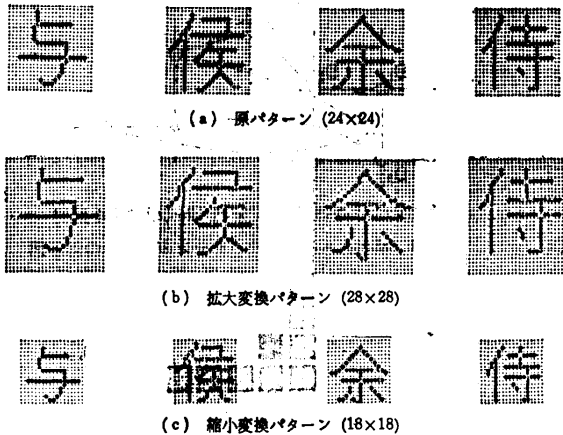 与 候 余 侍
(a) 原パターン (24×24)
与 候 余 侍
(b) 拡大変換パターン (28×28)
与 候 余 侍
(c) 縮小変換パターン (18×18)